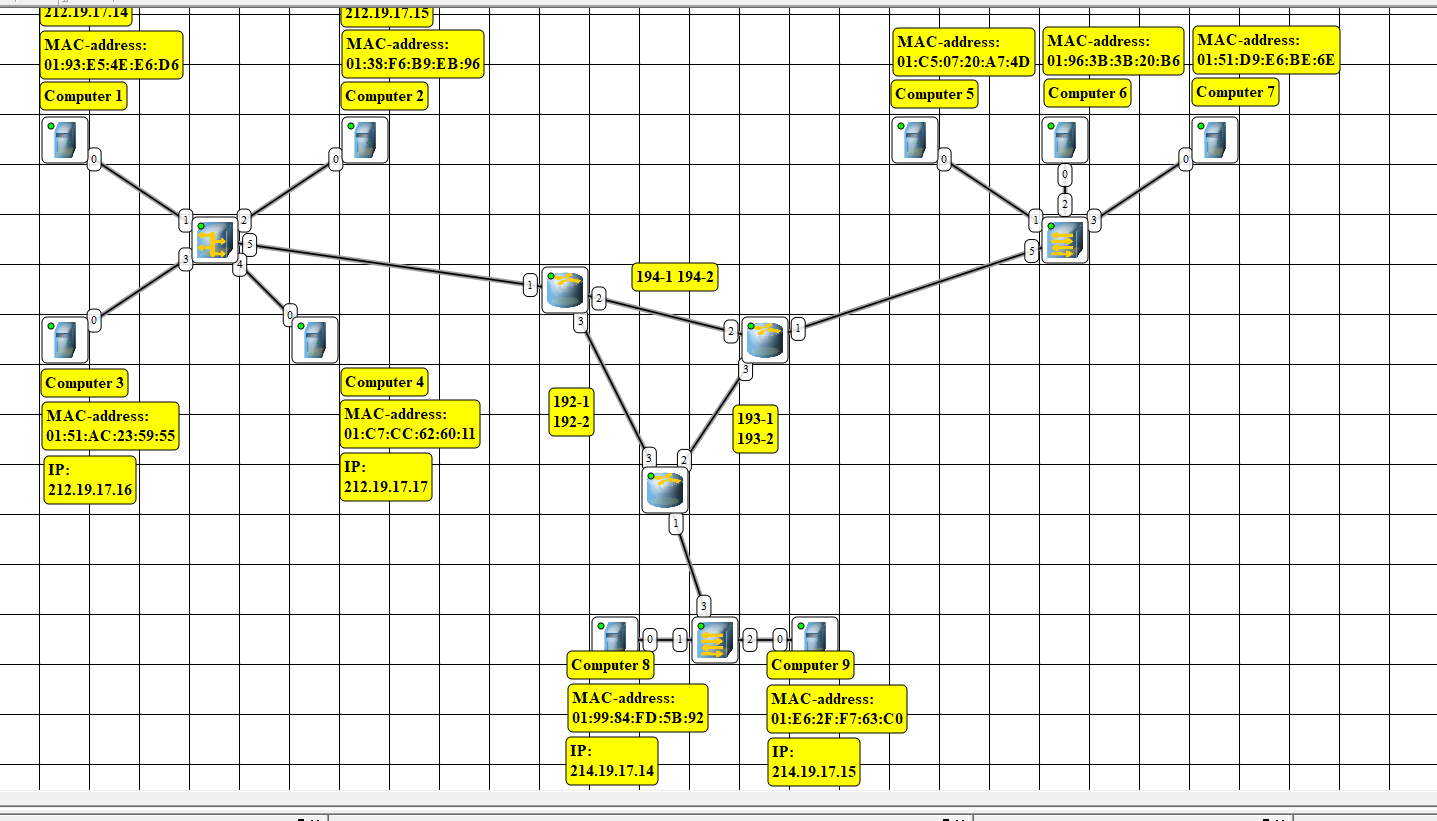 212.19.17.14
MAC-address:
01:93:E5:4E:E6:D6
Computer 1
212.19.17.15
MAC-address:
01:38:F6:B9:EB:96
Computer 2
MAC-address:
01:C5:07:20:A7:4D
Computer 5
MAC-address:
01:96:3B:3B:20:B6
Computer 6
MAC-address:
01:51:D9:E6:BE:6E
Computer 7
0
0
0
0
0
1
2
3
4
5
0
0
1
2
3
5
1
2
3
194-1 194-2
2
1
3
Computer 3
MAC-address:
01:51:AC:23:59:55
IP:
212.19.17.16
Computer 4
MAC-address:
01:C7:CC:62:60:11
IP:
212.19.17.17
192-1
192-2
193-1
193-2
3
2
1
3
0
1
2
0
Computer 8
MAC-address:
01:99:84:FD:5B:92
IP:
214.19.17.14
Computer 9
MAC-address:
01:E6:2F:F7:63:C0
IP:
214.19.17.15